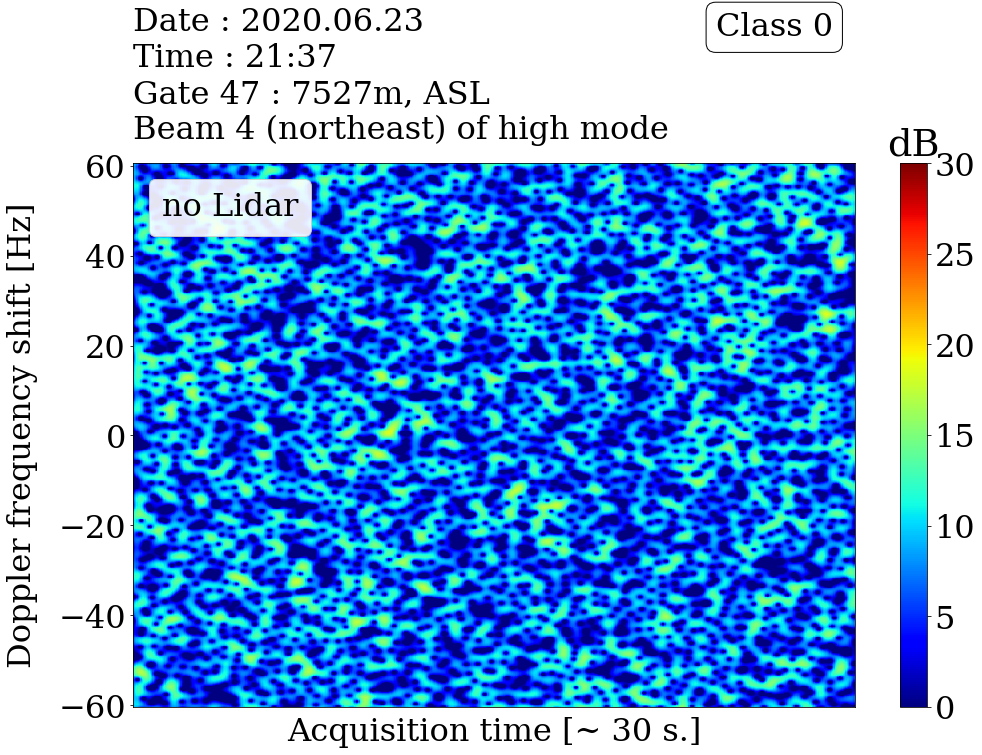 Date : 2020.06.23
Time : 21:37
Gate 47 : 7527m, ASL
Beam 4 (northeast) of high mode
Class 0
dB
no Lidar
Doppler frequency shift [Hz]
60
40
20
0
−20
−40
−60
Acquisition time [~ 30 s.]
30
25
20
15
10
5
0